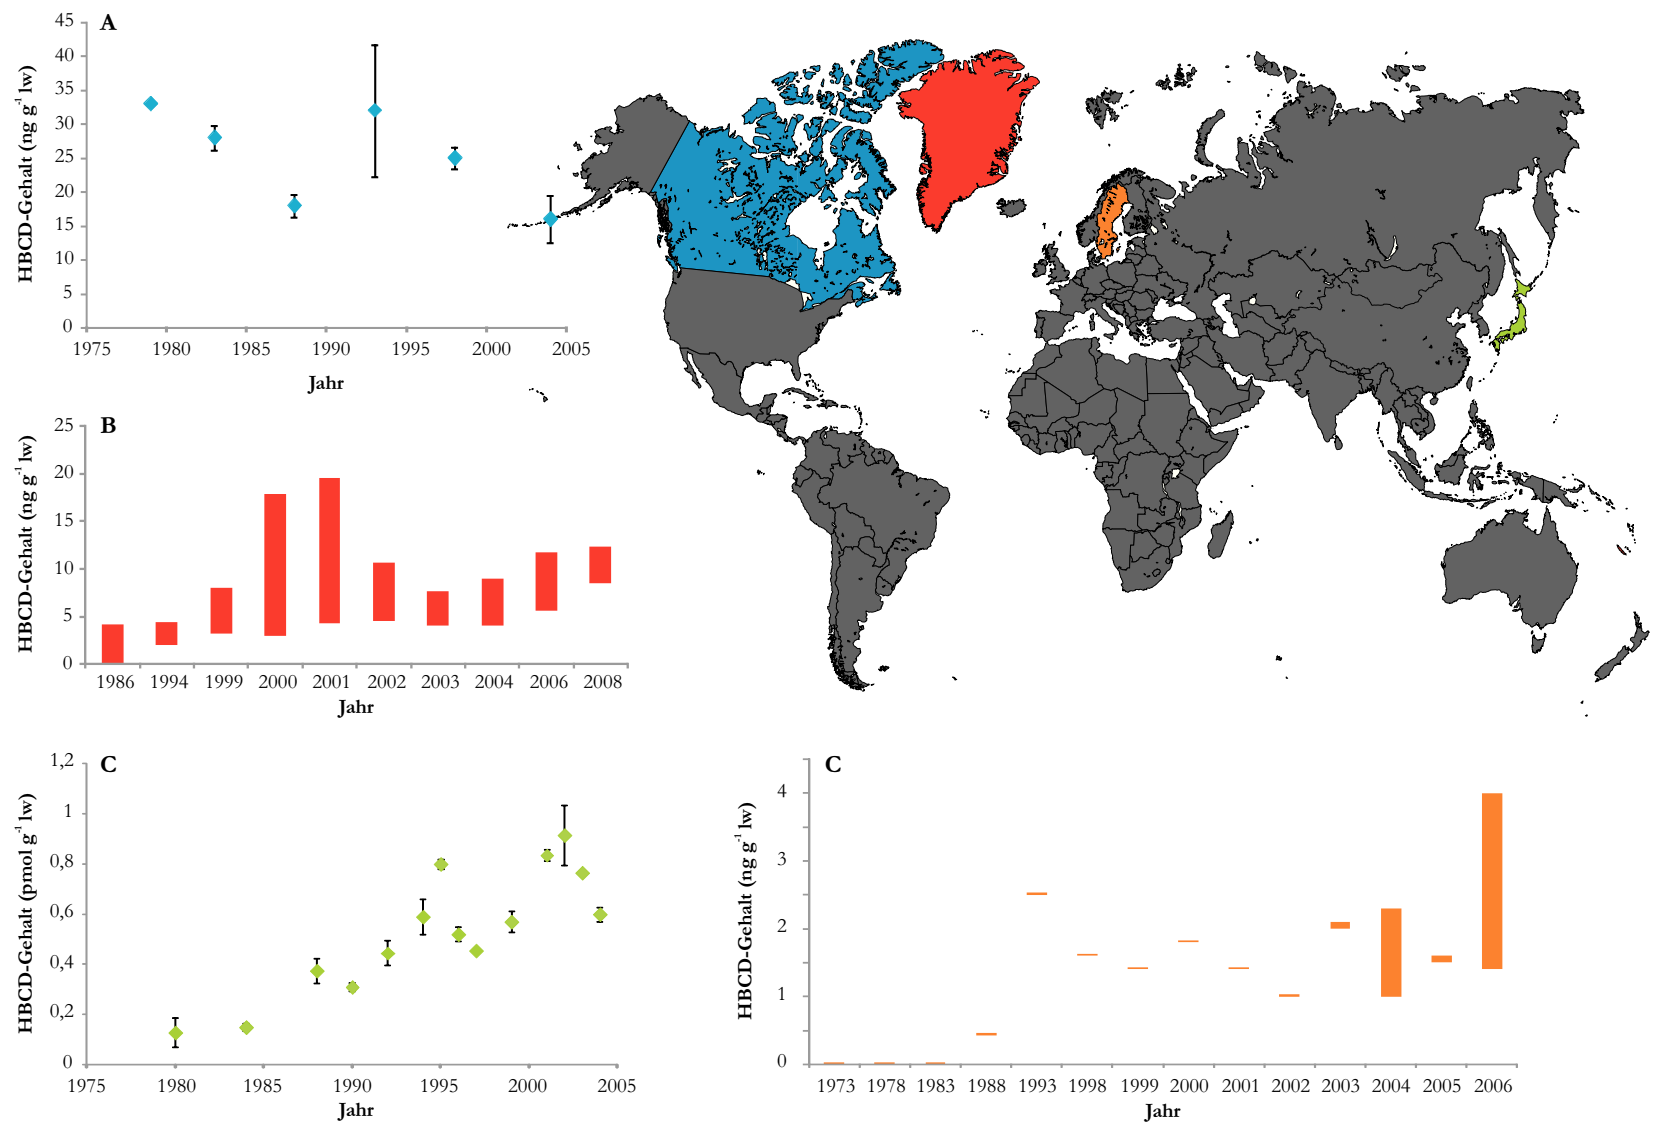 A
HBCD-Gehalt (ng g-1 lw)
45
40
35
30
25
20
15
10
5
0
1975 1980 1985 1990 1995 2000 2005
Jahr
B
HBCD-Gehalt (ng g-1 lw)
25
20
15
10
5
0
1986 1994 1999 2000 2001 2002 2003 2004 2006 2008
Jahr
C
HBCD-Gehalt (pmol g-1 lw)
1,2
1
0,8
0,6
0,4
0,2
0
1975 1980 1985 1990 1995 2000 2005
Jahr
C
HBCD-Gehalt (ng g-1 lw)
4
3
2
1
0
1973 1978 1983 1988 1993 1998 1999 2000 2001 2002 2003 2004 2005 2006
Jahr